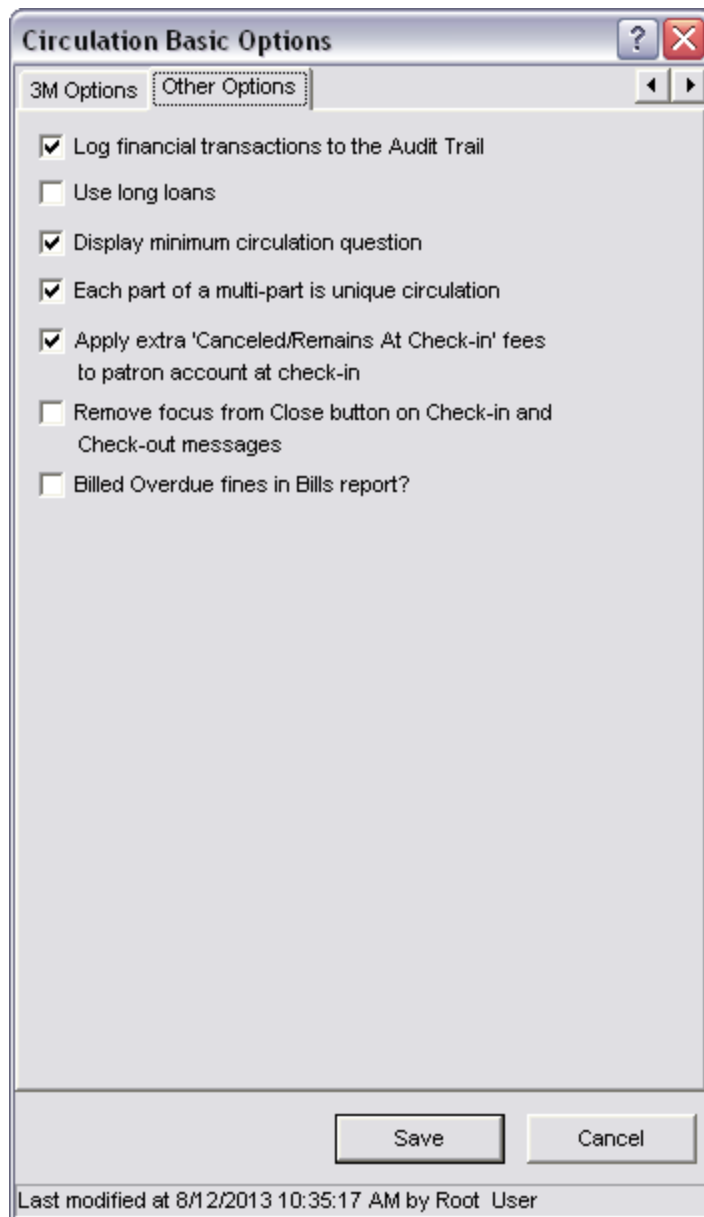 Circulation Basic Options
?
3M Options
Other Options
Log financial transactions to the Audit Trail
Use long loans
Display minimum circulation question
Each part of a multi-part is unique circulation
Apply extra 'Canceled/Remains At Check-in' fees
to patron account at check-in
Remove focus from Close button on Check-in and
Check-out messages
Billed Overdue fines in Bills report?
Save
Cancel
Last modified at 8/12/2013 10:35:17 AM by Root  User